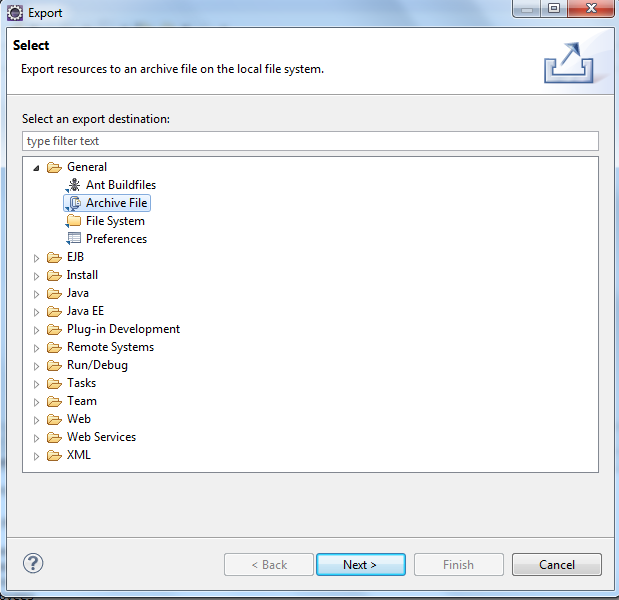 Export
Select
Export resources to an archive file on the local file system.
Select an export destination:
type filter text
General
Ant Buildfiles
Archive File
File System
Preferences
EJB
Install
Java
Java EE
Plug-in Development
Remote Systems
Run/Debug
Tasks
Team
Web
Web Services
XML
?
< Back
Next >
Finish
Cancel